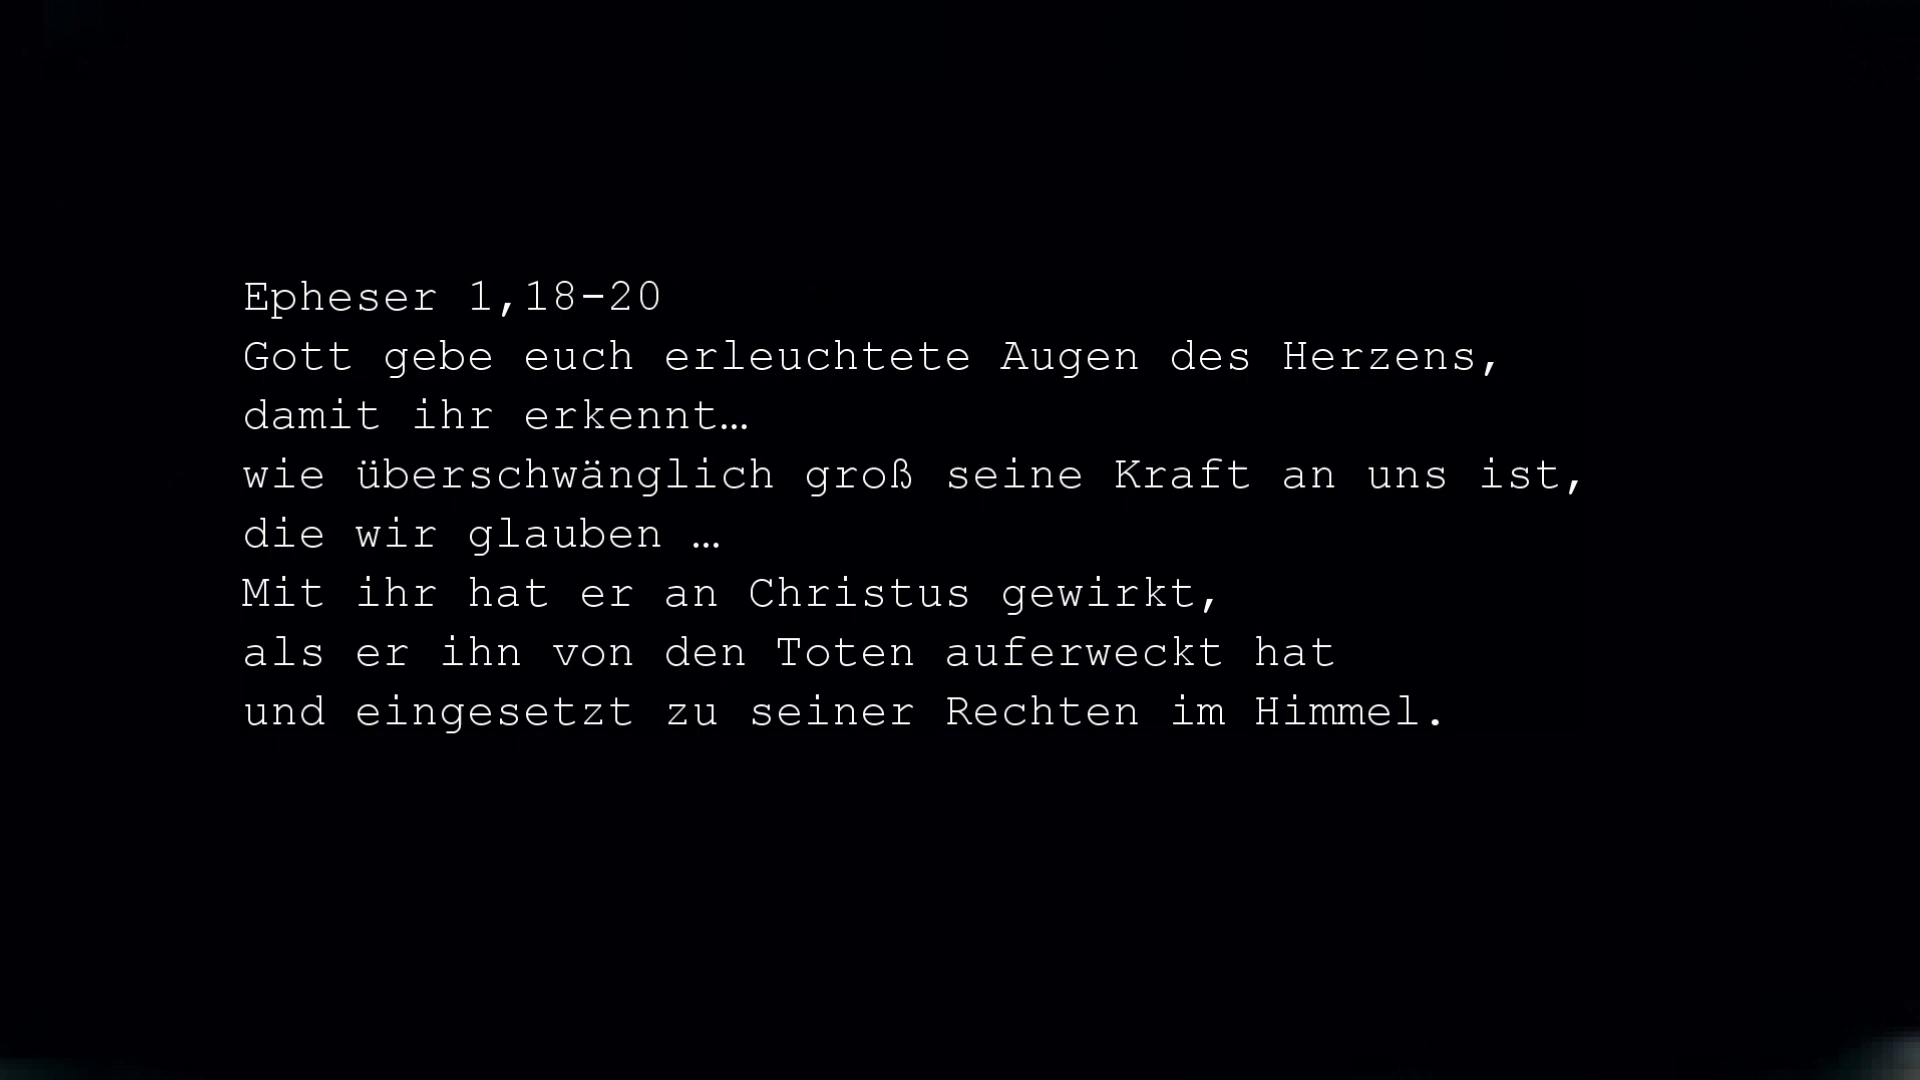 Epheser 1,18-20
Gott gebe euch erleuchtete Augen des Herzens,
damit ihr erkennt…
wie überschwänglich groß seine Kraft an uns ist,
die wir glauben …
Mit ihr hat er an Christus gewirkt,
als er ihn von den Toten auferweckt hat
und eingesetzt zu seiner Rechten im Himmel.